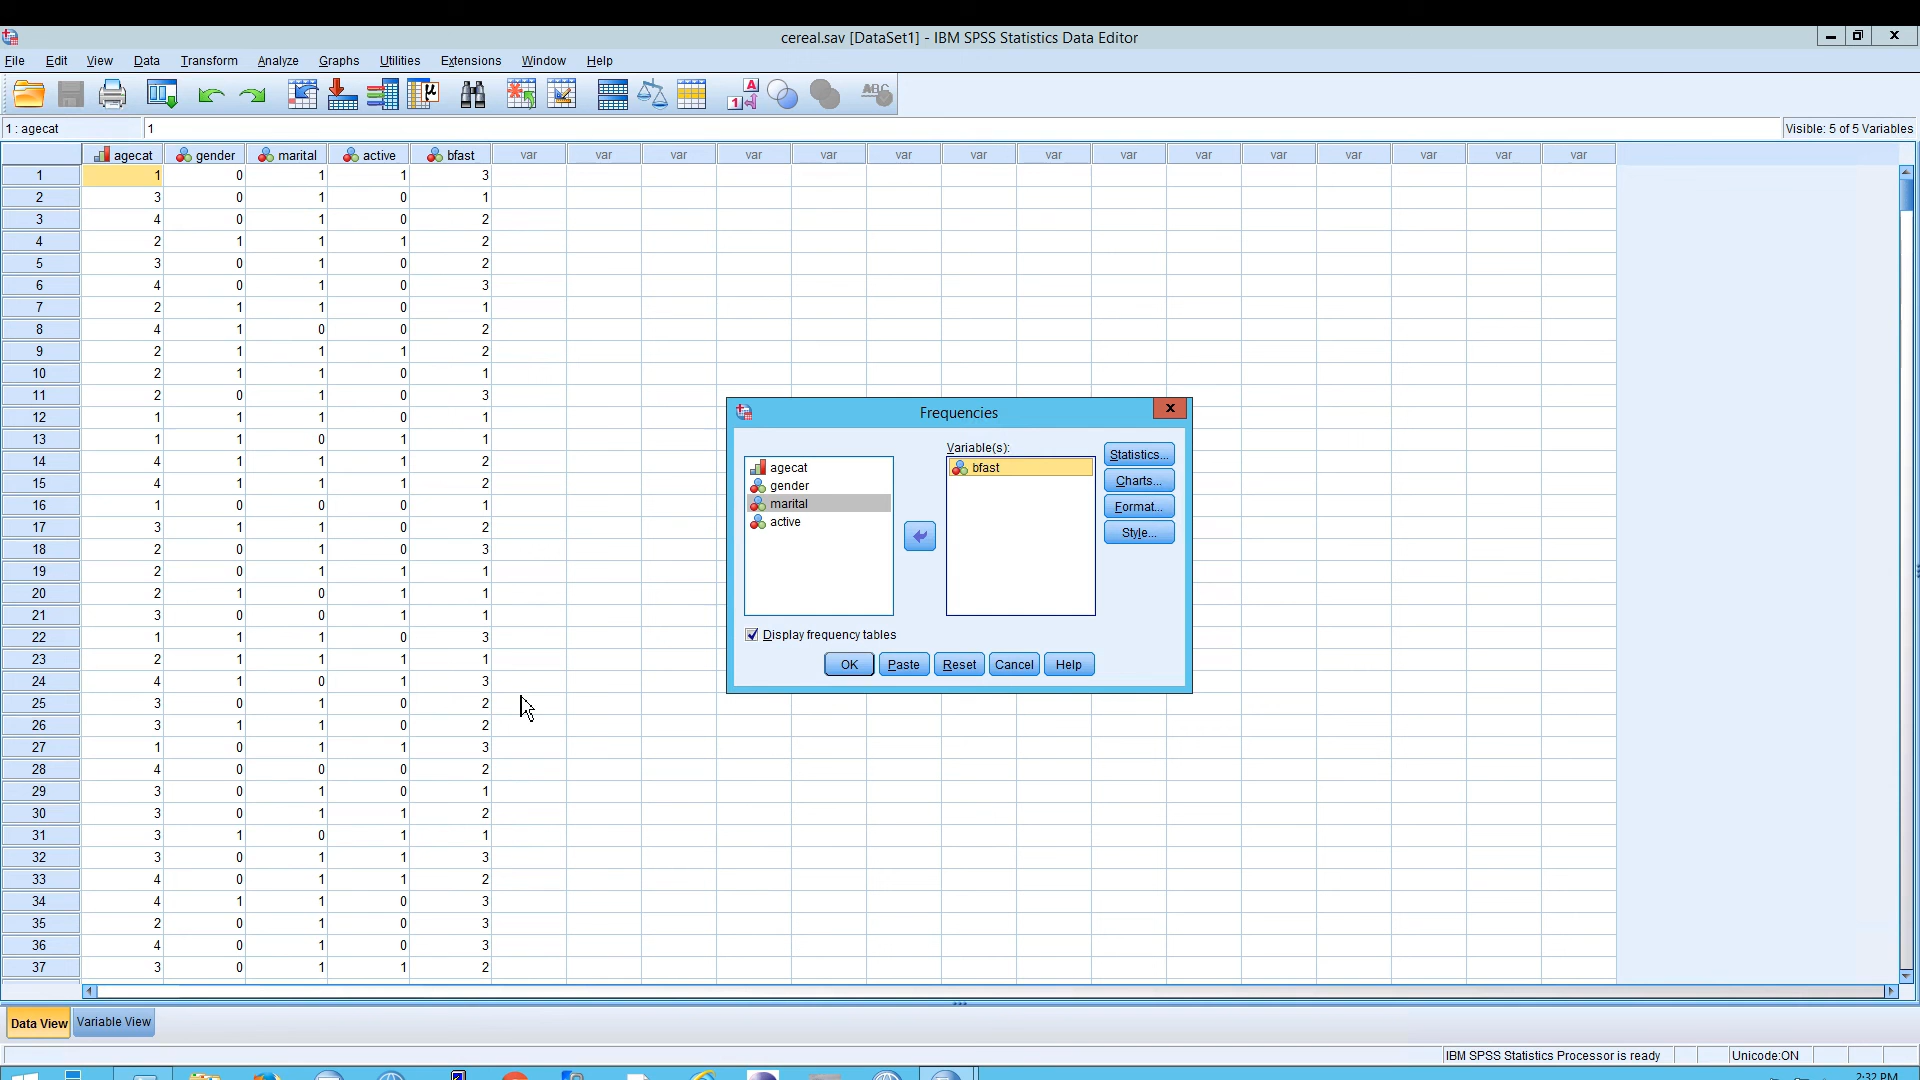 cereal.sav [DataSet1] - IBM SPSS Statistics Data Editor
File Edit View Data Transform Analyze Graphs Utilities Extensions Window Help
1 : agecat 1 Visible: 5 of 5 Variables
agecat gender marital active bfast var var var var var var var var var var var var var var var
1 1 0 1 1 3
2 3 0 1 0 1
3 4 0 1 0 2
4 2 1 1 1 2
5 3 0 1 0 2
6 4 0 1 0 3
7 2 1 1 0 1
8 4 1 0 0 2
9 2 1 1 1 2
10 2 1 1 0 1
11 2 0 1 0 3
12 1 1 1 0 1
13 1 1 0 1 1
14 4 1 1 1 2
15 4 1 1 1 2
16 1 0 0 0 1
17 3 1 1 0 2
18 2 0 1 0 3
19 2 0 1 1 1
20 2 1 0 1 1
21 3 0 0 1 1
22 1 1 1 0 3
23 2 1 1 1 1
24 4 1 0 1 3
25 3 0 1 0 2
26 3 1 1 0 2
27 1 0 1 1 3
28 4 0 0 0 2
29 3 0 1 0 1
30 3 0 1 1 2
31 3 1 0 1 1
32 3 0 1 1 3
33 4 0 1 1 2
34 4 1 1 0 3
35 2 0 1 0 3
36 4 0 1 0 3
37 3 0 1 1 2
Frequencies
Variable(s):
agecat
gender
marital
active
bfast
Statistics...
Charts...
Format...
Style...
Display frequency tables
OK Paste Reset Cancel Help
Data View Variable View
IBM SPSS Statistics Processor is ready Unicode:ON
2:32 PM